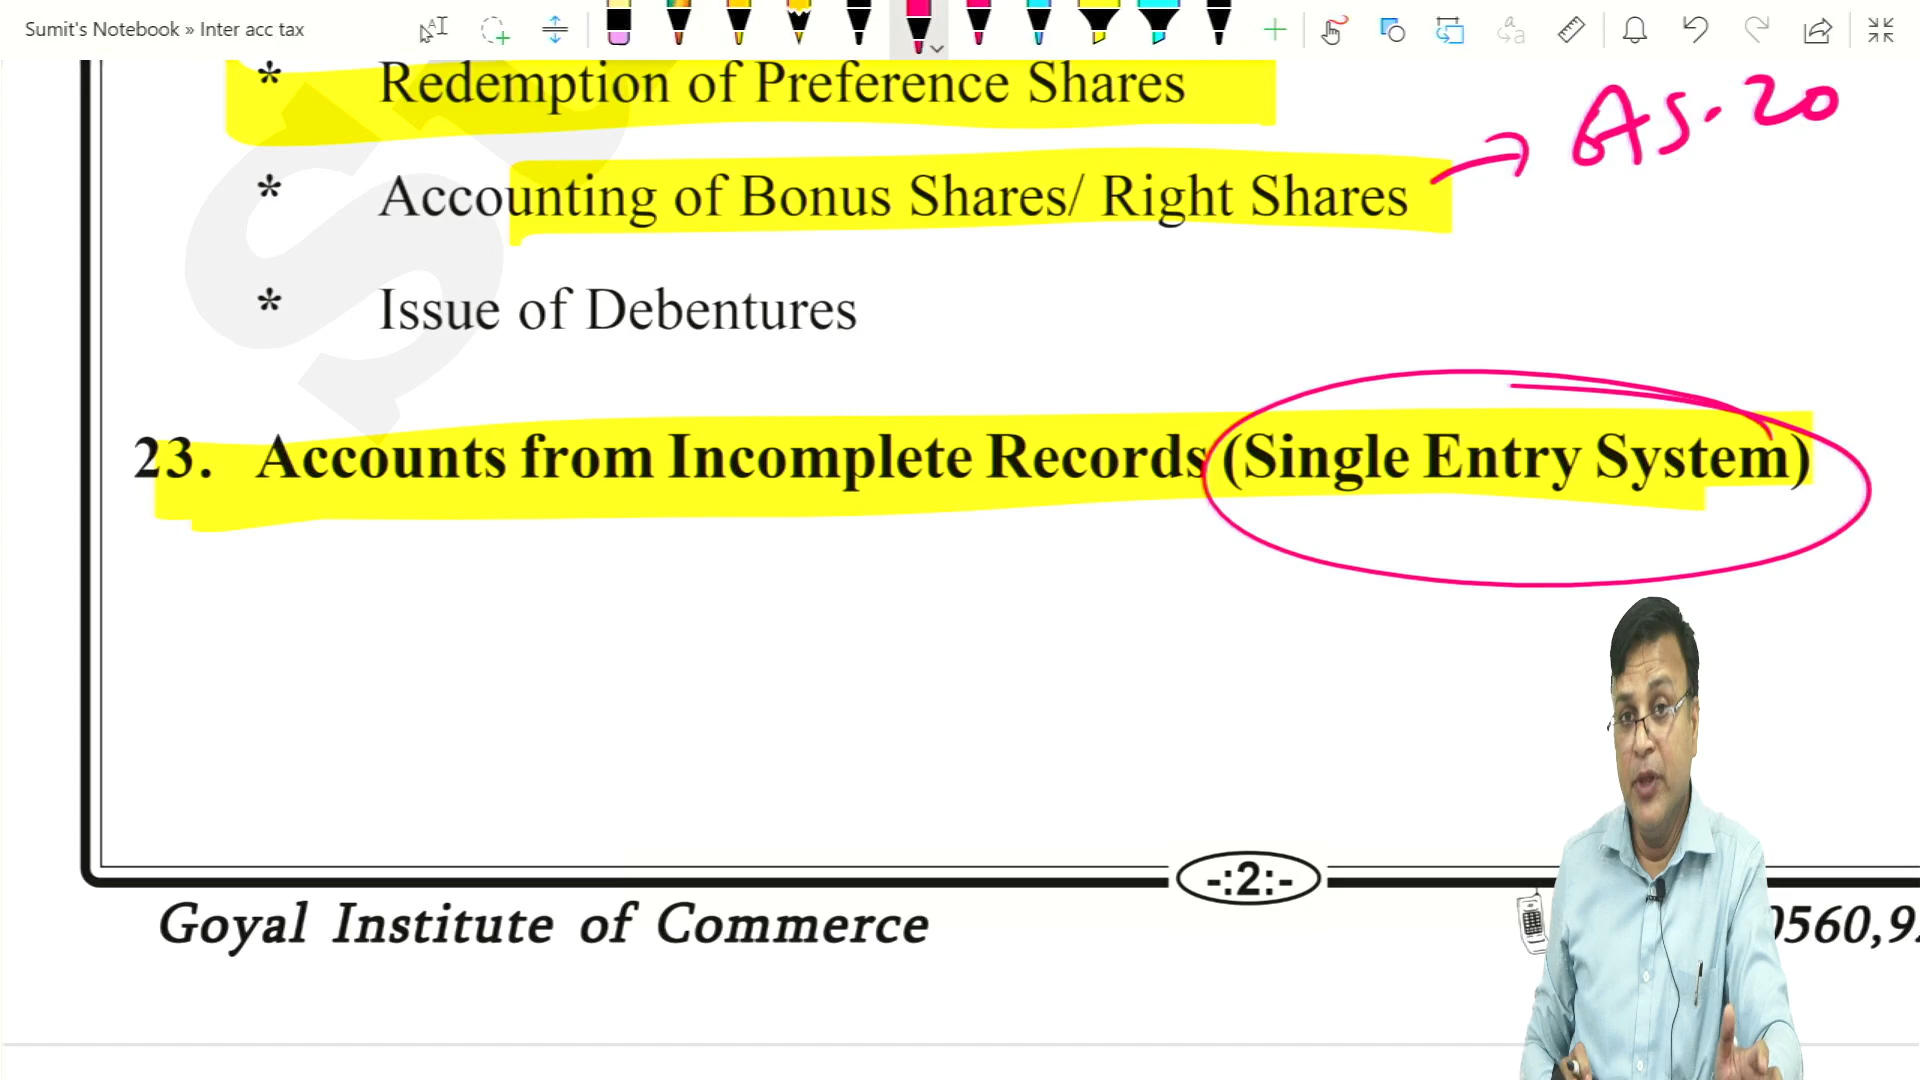 Sumit's Notebook » Inter acc tax
* Redemption of Preference Shares
* Accounting of Bonus Shares/ Right Shares → AS.20
* Issue of Debentures
23. Accounts from Incomplete Records (Single Entry System)
-:2:-
Goyal Institute of Commerce
0560,9